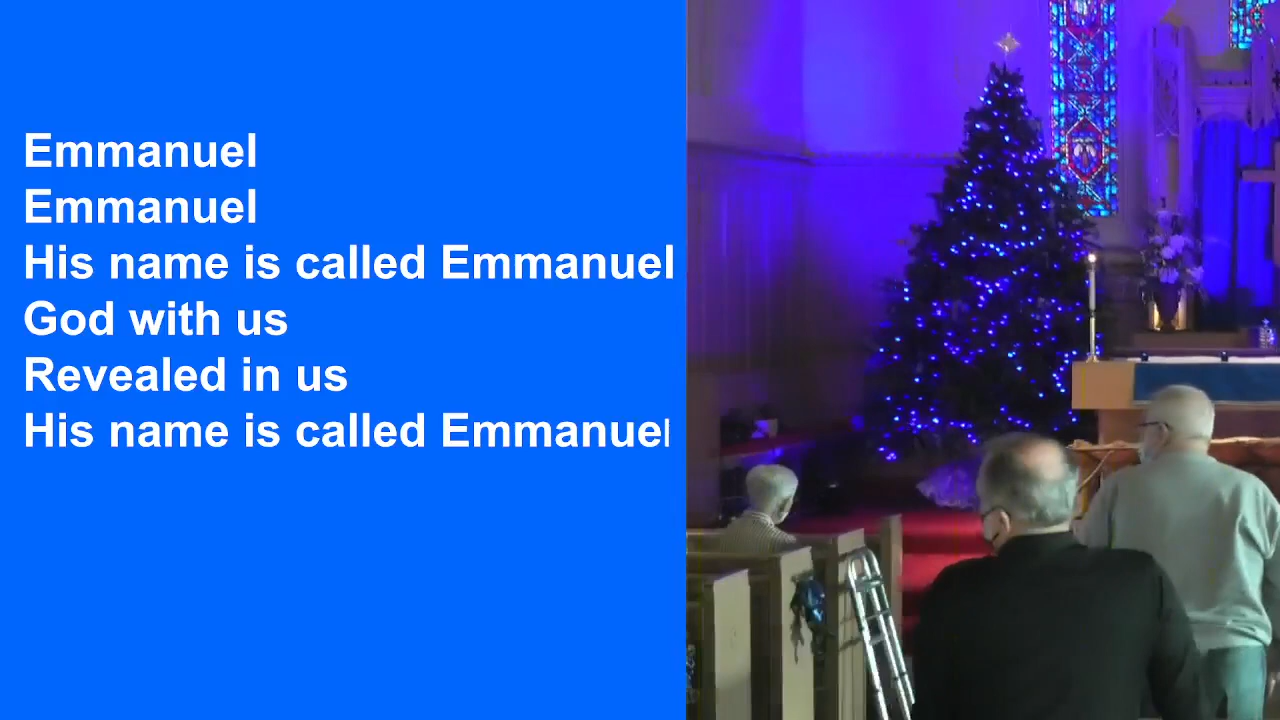 Emmanuel
Emmanuel
His name is called Emmanuel
God with us
Revealed in us
His name is called Emmanuel